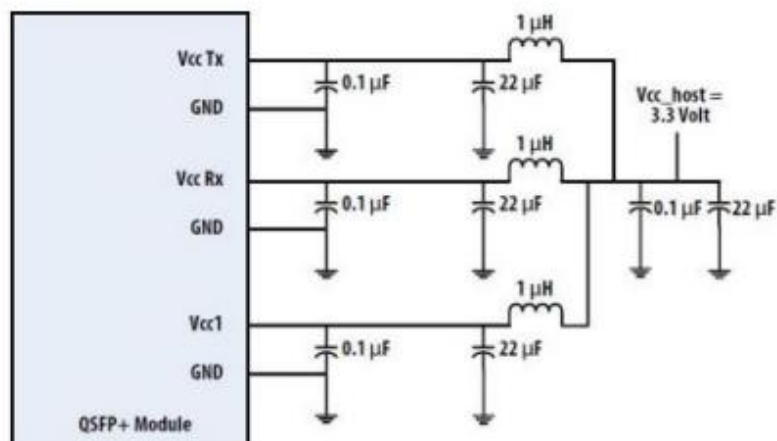 1 µH
Vcc Tx
0.1 µF
22 µF
GND
Vcc_host =
3.3 Volt
1 µH
Vcc Rx
0.1 µF
22 µF
0.1 µF
22 µF
GND
1 µH
Vcc1
0.1 µF
22 µF
GND
QSFP+ Module